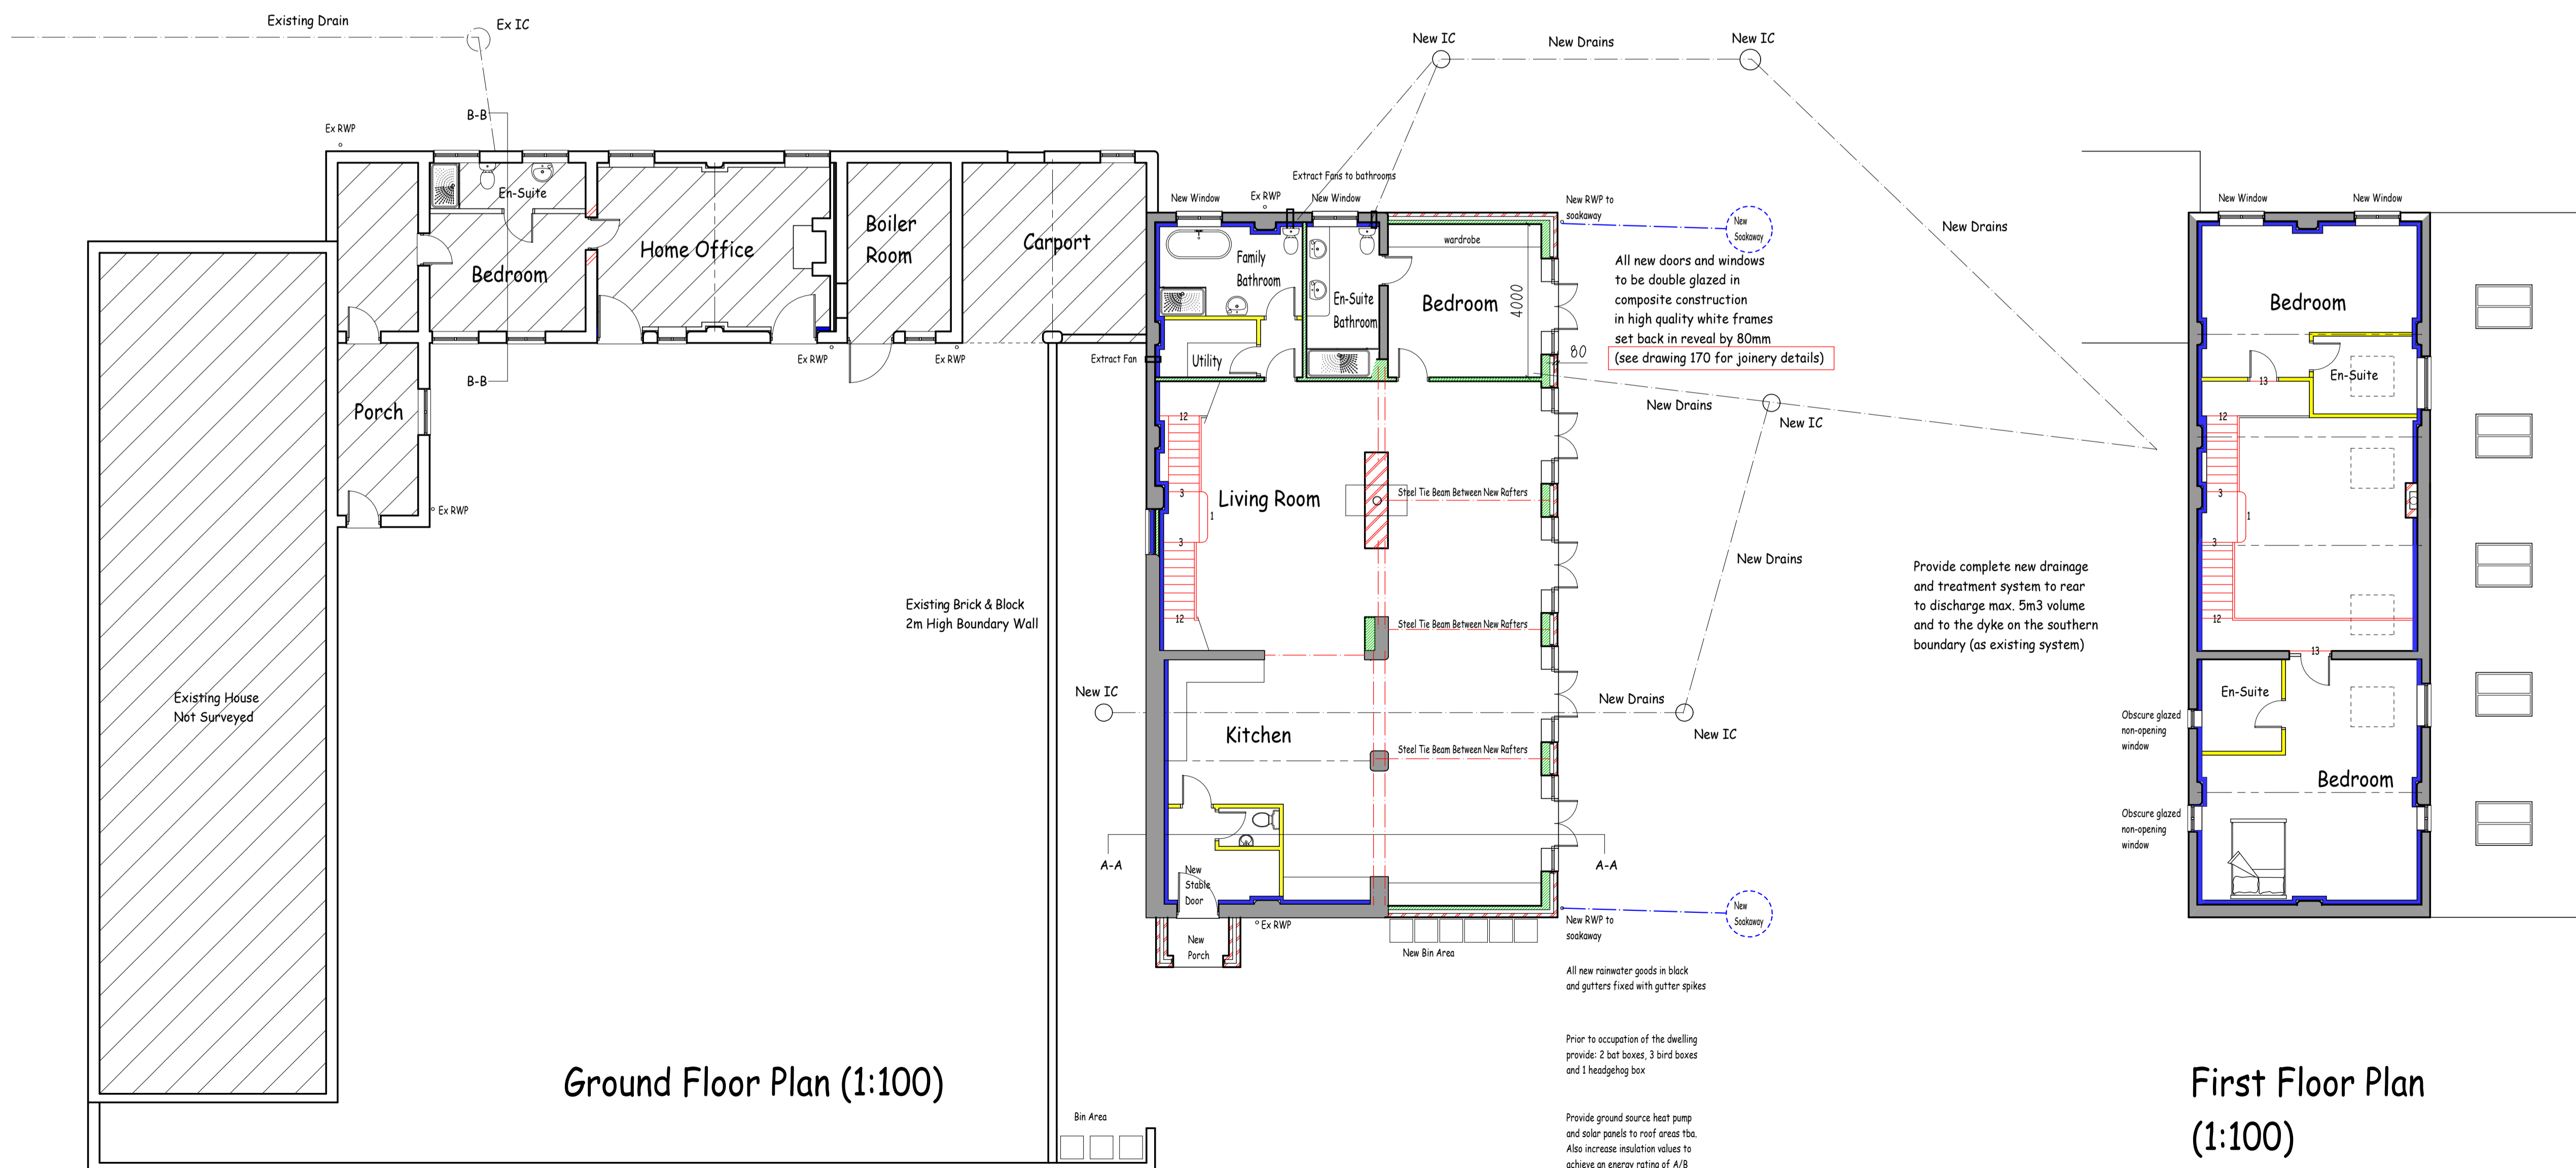 Existing Drain
Ex IC
B-B
Ex RWP
En-Suite
Bedroom
Home Office
Boiler
Room
Carport
Porch
B-B
Ex RWP
Ex RWP
Ex RWP
Existing House
Not Surveyed
Existing Brick & Block
2m High Boundary Wall
Ground Floor Plan (1:100)
Bin Area
New IC
New Drains
New IC
Extract Fans to bathrooms
New Window
Ex RWP
New Window
New RWP to
soakaway
New
Soakaway
New Drains
Family
Bathroom
En-Suite
Bathroom
wardrobe
Bedroom
4000
Utility
Extract Fan
80
All new doors and windows
to be double glazed in
composite construction
in high quality white frames
set back in reveal by 80mm
(see drawing 170 for joinery details)
New Drains
New IC
12
3
1
3
12
Living Room
Steel Tie Beam Between New Rafters
Steel Tie Beam Between New Rafters
Steel Tie Beam Between New Rafters
New Drains
New IC
New Drains
New IC
Kitchen
A-A
A-A
New
Stable
Door
New
Porch
Ex RWP
New Bin Area
New RWP to
soakaway
New
Soakaway
All new rainwater goods in black
and gutters fixed with gutter spikes
Prior to occupation of the dwelling
provide: 2 bat boxes, 3 bird boxes
and 1 headgehog box
Provide ground source heat pump
and solar panels to roof areas tba.
Also increase insulation values to
achieve an energy rating of A/B
Provide complete new drainage
and treatment system to rear
to discharge max. 5m3 volume
and to the dyke on the southern
boundary (as existing system)
New Window
New Window
Bedroom
En-Suite
13
12
3
1
3
12
13
En-Suite
Obscure glazed
non-opening
window
Bedroom
Obscure glazed
non-opening
window
First Floor Plan
(1:100)